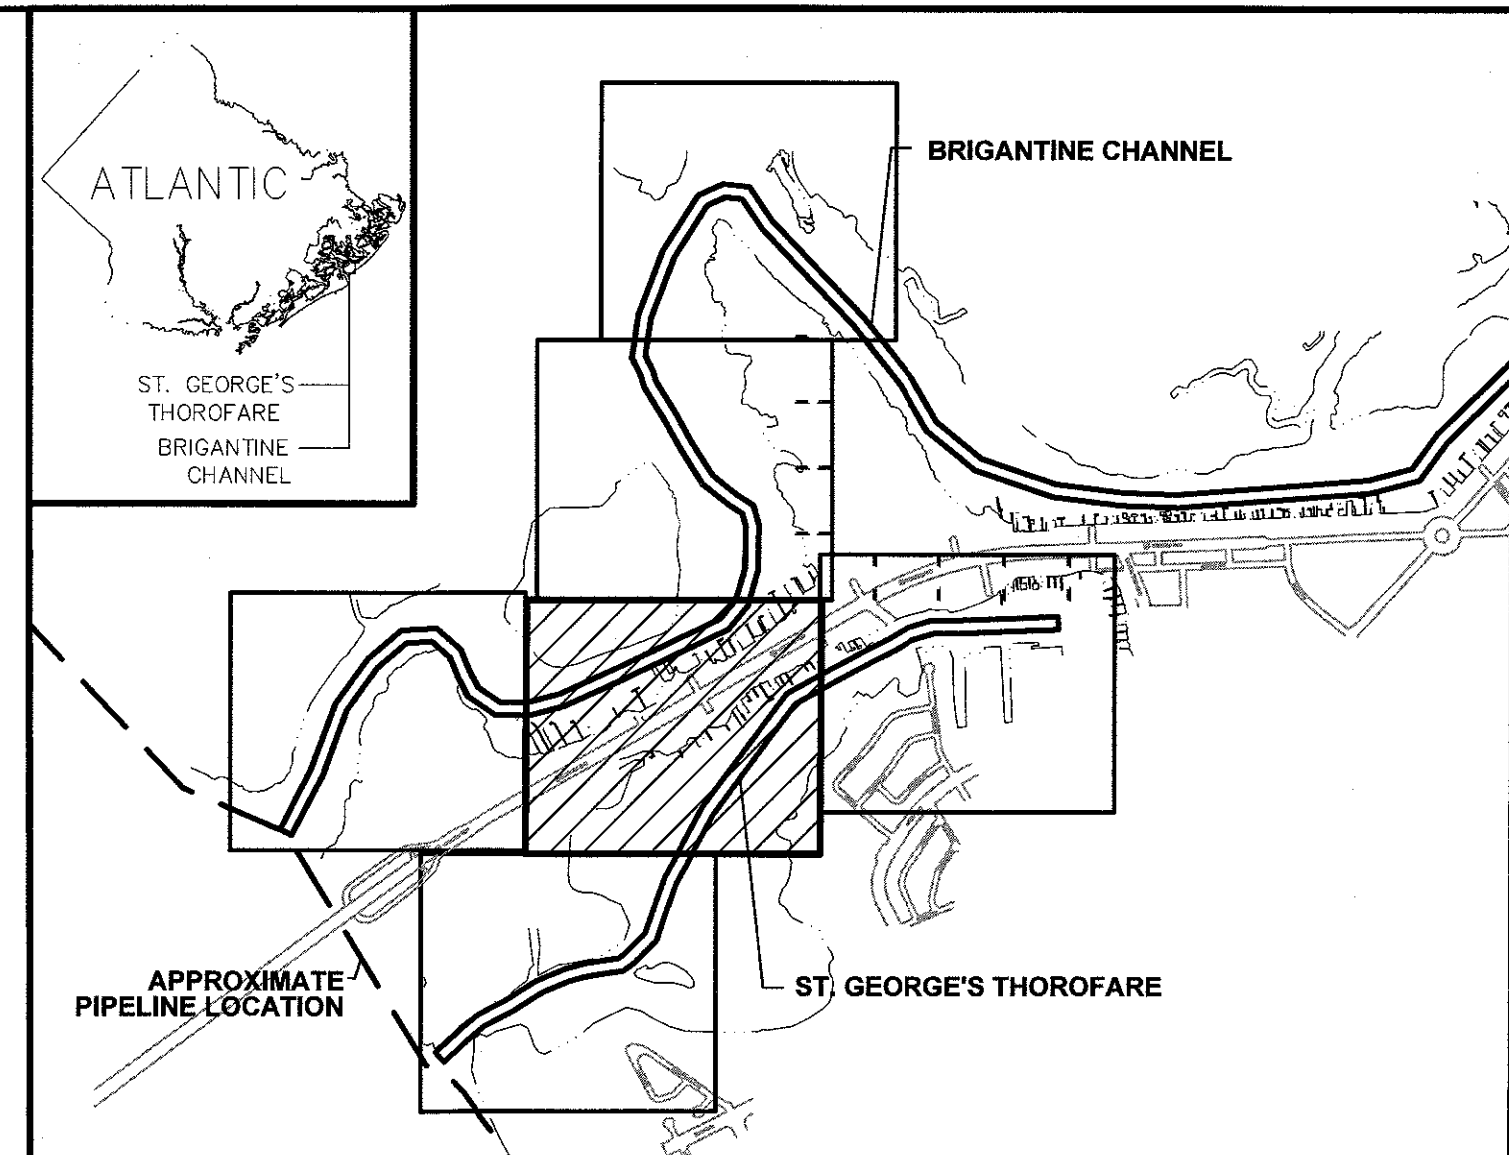 ATLANTIC
ST. GEORGE'S
THOROFARE
BRIGANTINE
CHANNEL
BRIGANTINE CHANNEL
APPROXIMATE
PIPELINE LOCATION
ST. GEORGE'S THOROFARE